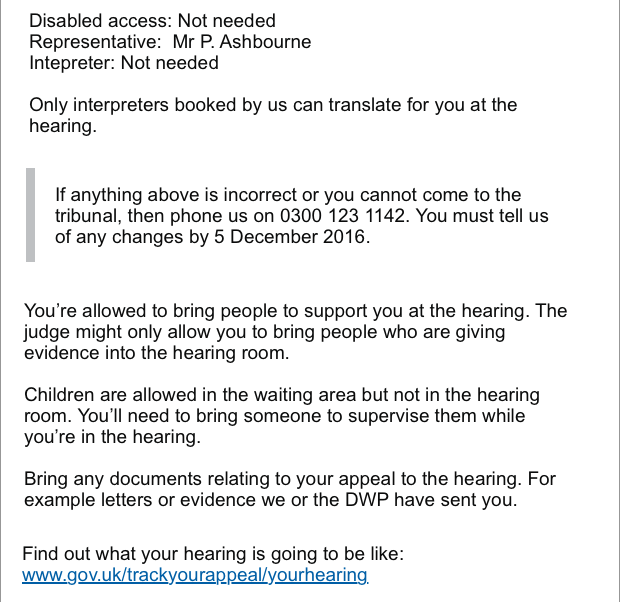 Disabled access: Not needed
Representative:  Mr P. Ashbourne
Intepreter: Not needed
Only interpreters booked by us can translate for you at the
hearing.
If anything above is incorrect or you cannot come to the
tribunal, then phone us on 0300 123 1142. You must tell us
of any changes by 5 December 2016.
You’re allowed to bring people to support you at the hearing. The
judge might only allow you to bring people who are giving
evidence into the hearing room.
Children are allowed in the waiting area but not in the hearing
room. You’ll need to bring someone to supervise them while
you’re in the hearing.
Bring any documents relating to your appeal to the hearing. For
example letters or evidence we or the DWP have sent you.
Find out what your hearing is going to be like:
www.gov.uk/trackyourappeal/yourhearing